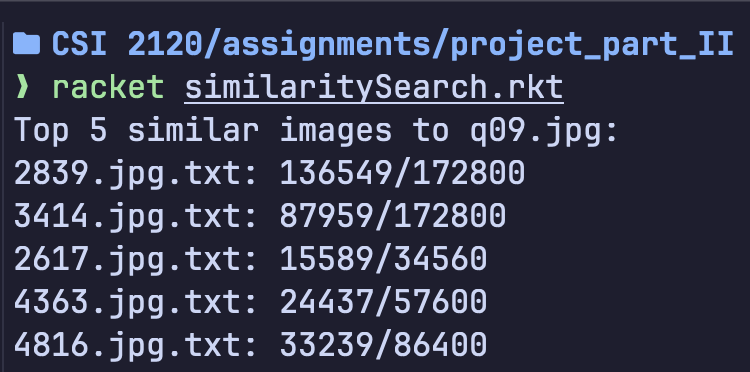 CSI 2120/assignments/project_part_II
❯ racket similaritySearch.rkt
Top 5 similar images to q09.jpg:
2839.jpg.txt: 136549/172800
3414.jpg.txt: 87959/172800
2617.jpg.txt: 15589/34560
4363.jpg.txt: 24437/57600
4816.jpg.txt: 33239/86400